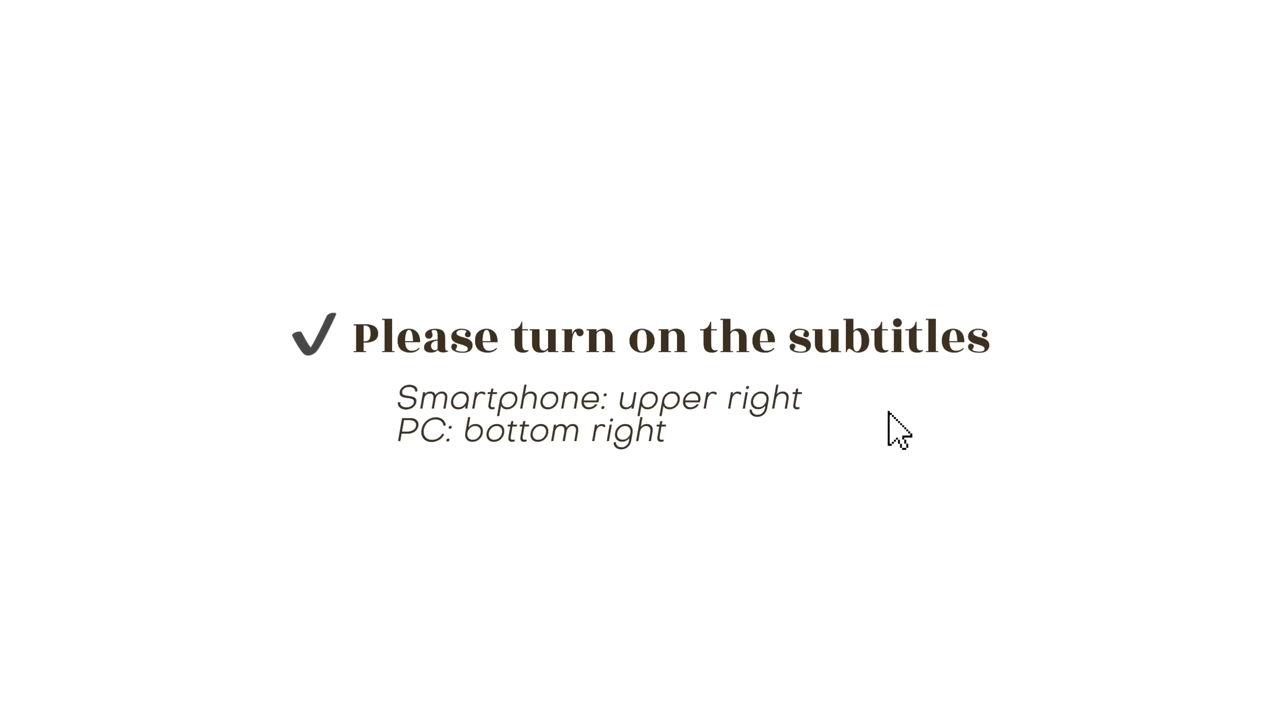 ✔ Please turn on the subtitles
Smartphone: upper right
PC: bottom right